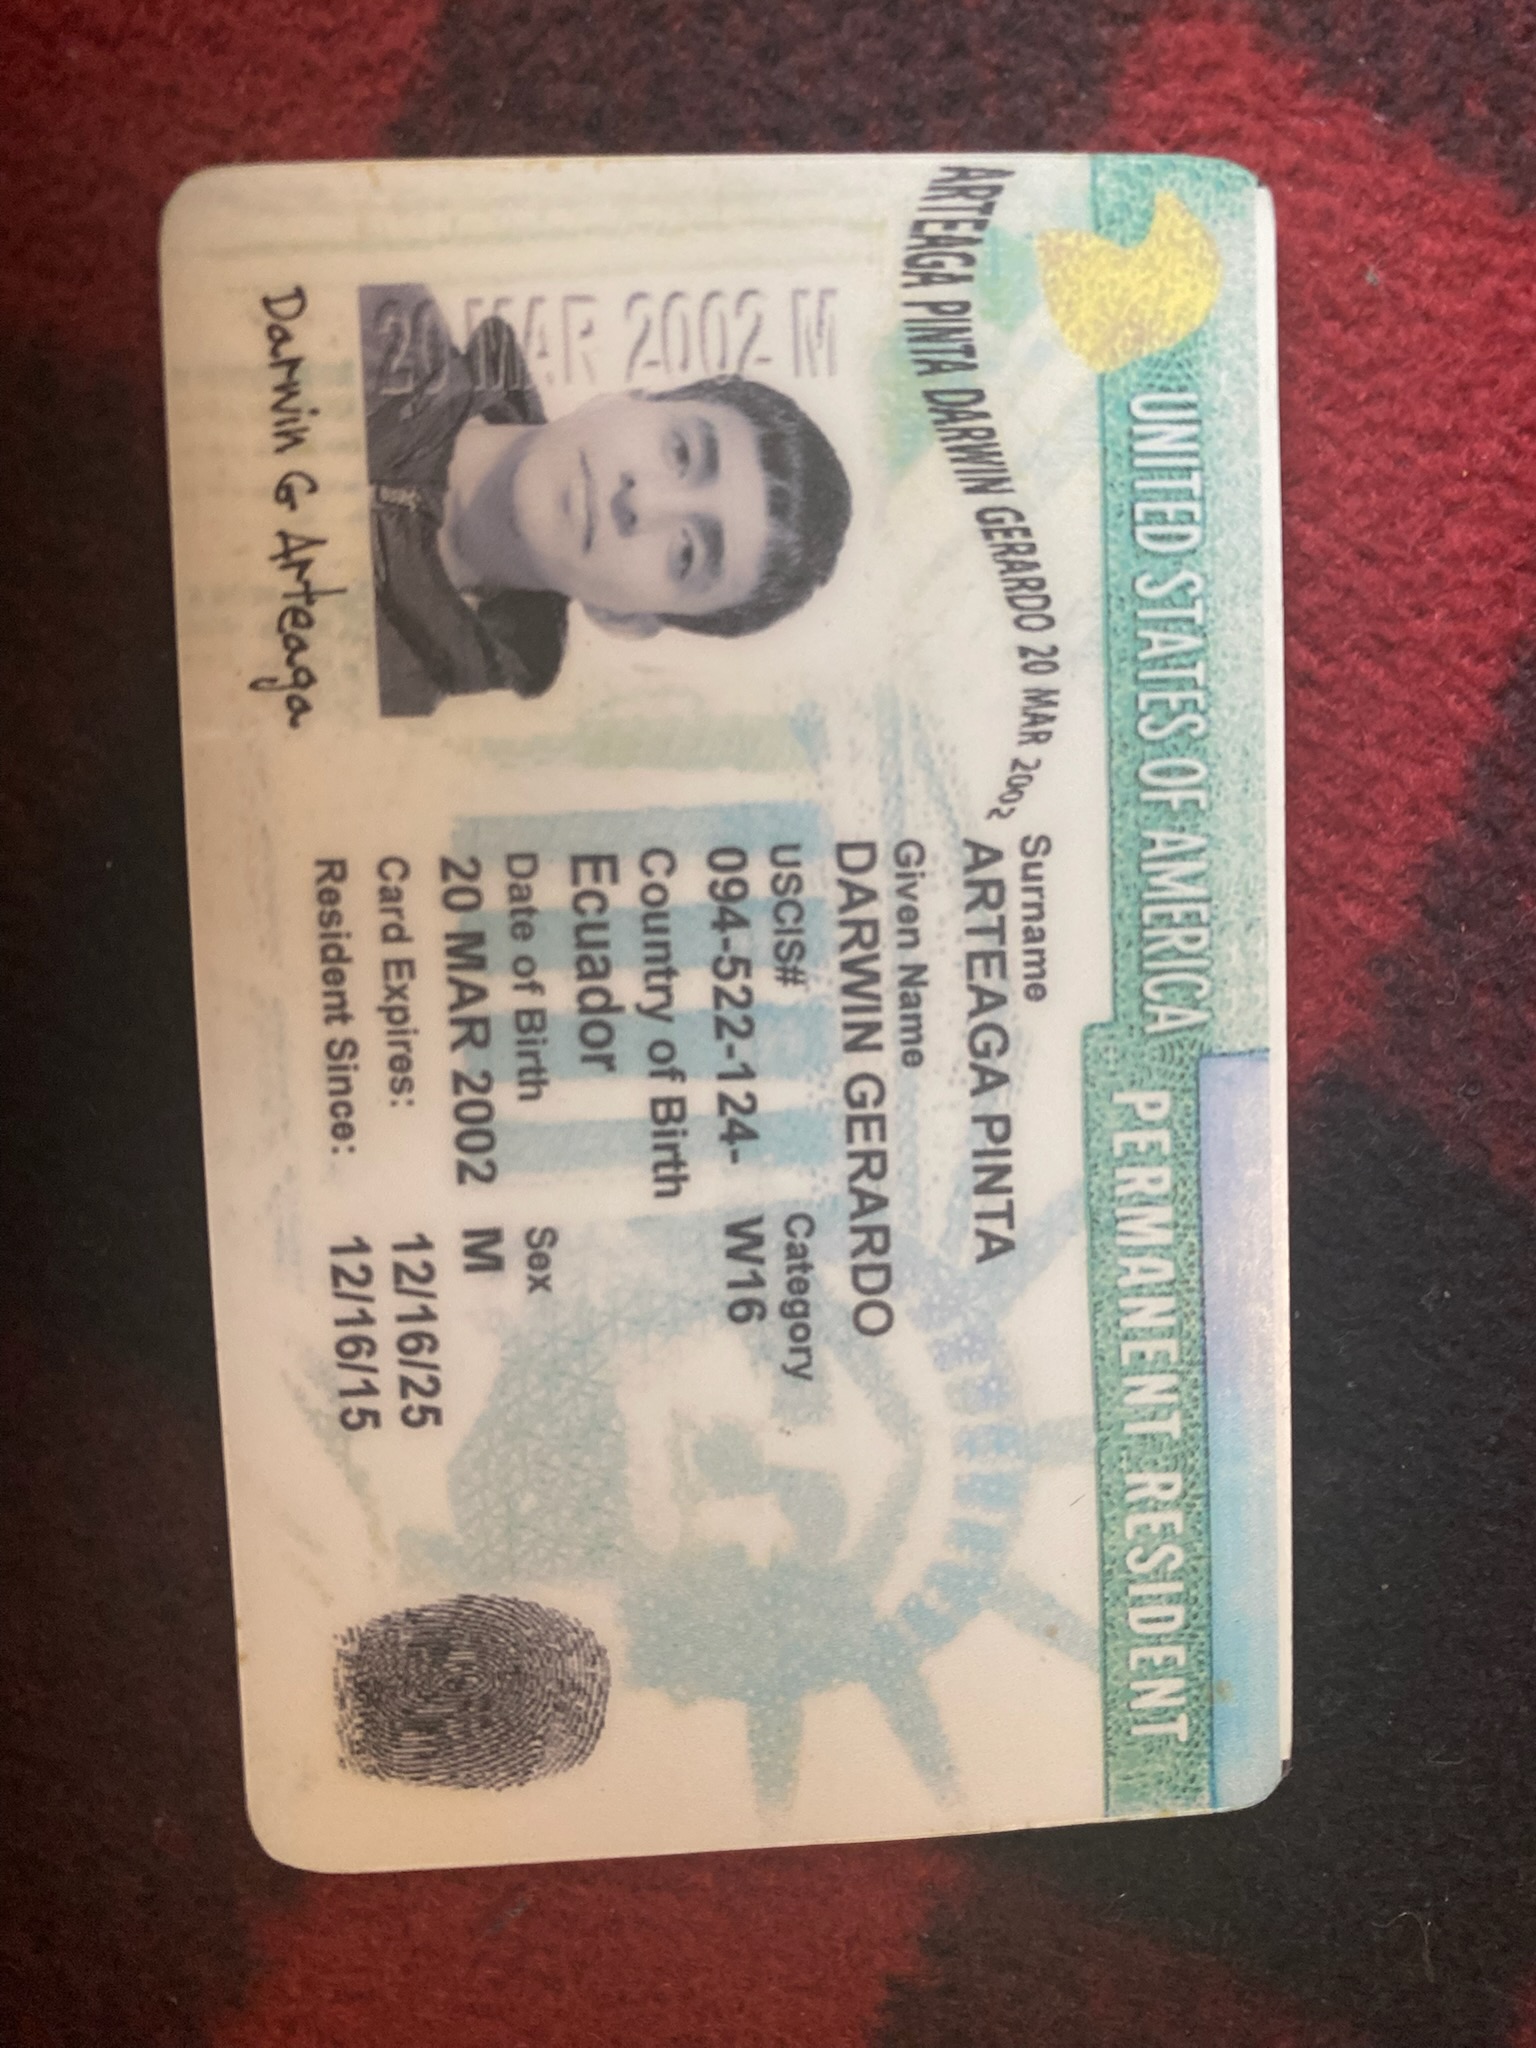 UNITED STATES OF AMERICA PERMANENT RESIDENT
ARTEAGA PINTA DARWIN GERARDO 20 MAR 2002
Surname
ARTEAGA PINTA
Given Name
DARWIN GERARDO
USCIS# Category
094-522-124- W16
Country of Birth
Ecuador
Date of Birth Sex
20 MAR 2002 M
Card Expires: 12/16/25
Resident Since: 12/16/15
20 MAR 2002 M
Darwin G Arteaga